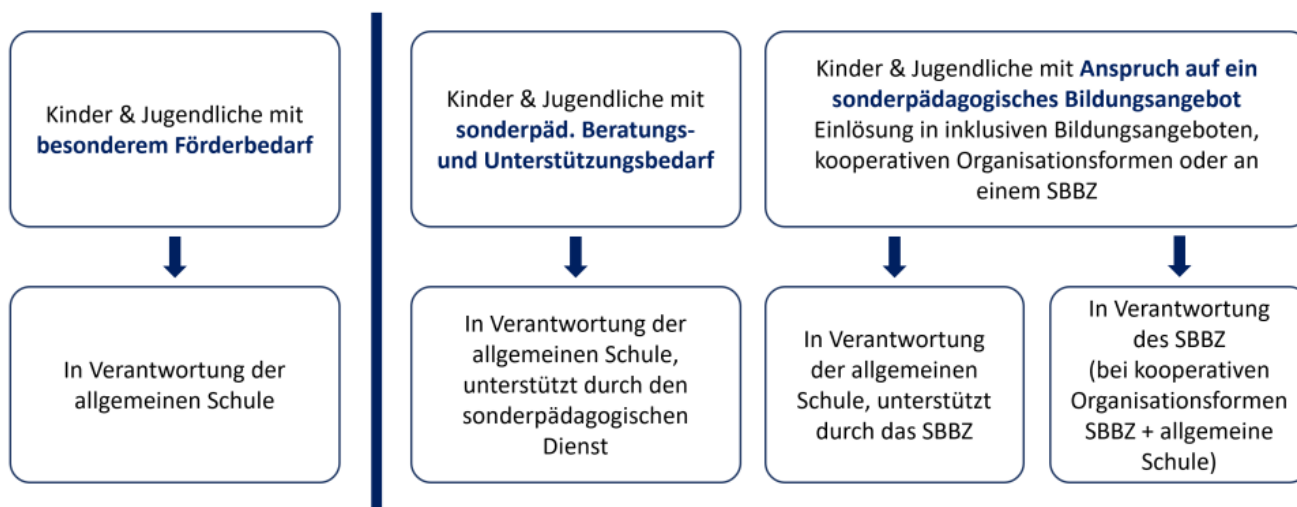 Kinder & Jugendliche mit
besonderem Förderbedarf
Kinder & Jugendliche mit
sonderpäd. Beratungs-
und Unterstützungsbedarf
Kinder & Jugendliche mit Anspruch auf ein
sonderpädagogisches Bildungsangebot
Einlösung in inklusiven Bildungsangeboten,
kooperativen Organisationsformen oder an
einem SBBZ
In Verantwortung der
allgemeinen Schule
In Verantwortung der
allgemeinen Schule,
unterstützt durch den
sonderpädagogischen
Dienst
In Verantwortung
der allgemeinen
Schule, unterstützt
durch das SBBZ
In Verantwortung
des SBBZ
(bei kooperativen
Organisationsformen
SBBZ + allgemeine
Schule)